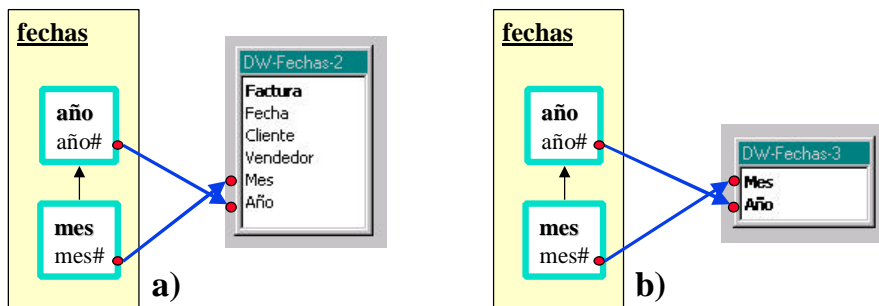 fechas
año
año#
mes
mes#
DW-Fechas-2
Factura
Fecha
Cliente
Vendedor
Mes
Año
a)
fechas
año
año#
mes
mes#
DW-Fechas-3
Mes
Año
b)